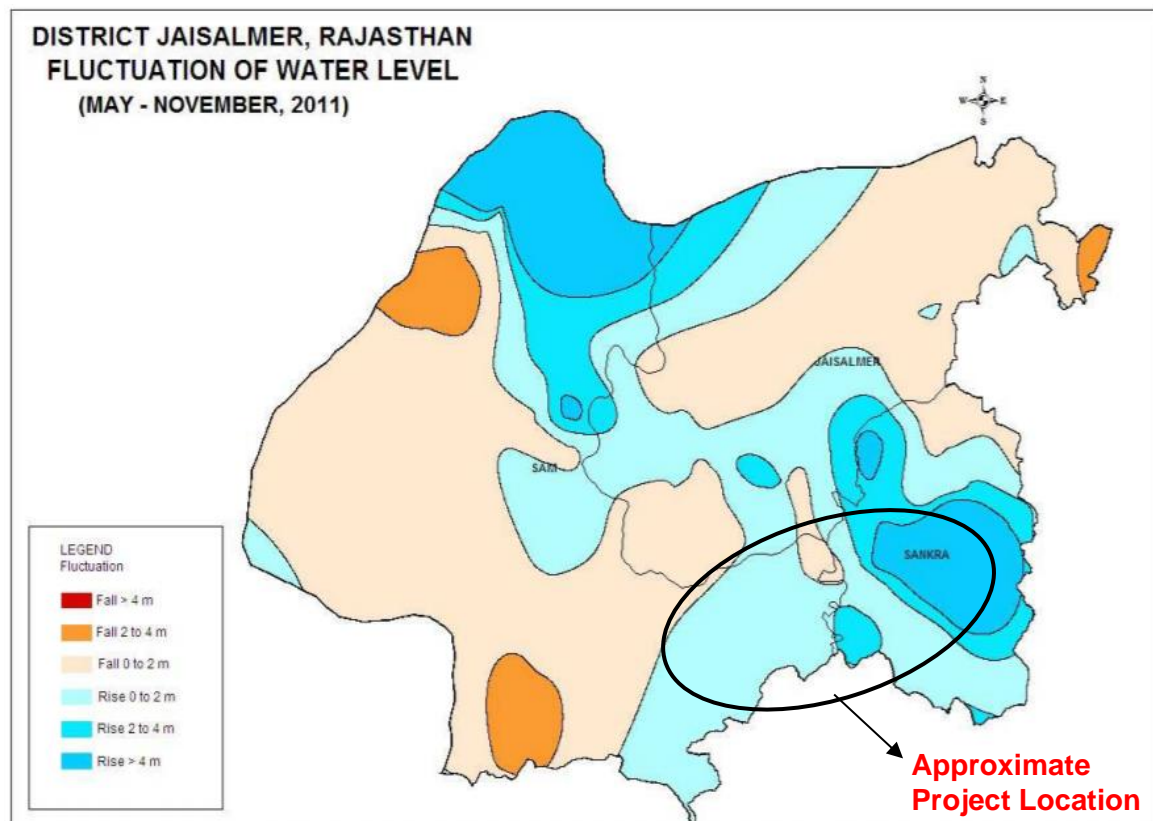 DISTRICT JAISALMER, RAJASTHAN
FLUCTUATION OF WATER LEVEL
(MAY - NOVEMBER, 2011)
N
W E
S
JAISALMER
SAM
SANKRA
LEGEND
Fluctuation
Fall > 4 m
Fall 2 to 4 m
Fall 0 to 2 m
Rise 0 to 2 m
Rise 2 to 4 m
Rise > 4 m
Approximate
Project Location